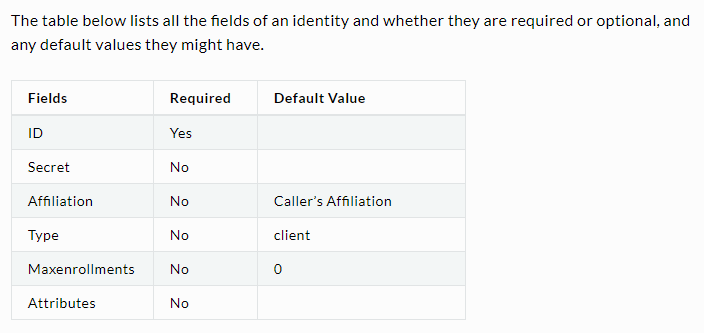 The table below lists all the fields of an identity and whether they are required or optional, and
any default values they might have.
Fields Required Default Value
ID Yes
Secret No
Affiliation No Caller’s Affiliation
Type No client
Maxenrollments No 0
Attributes No